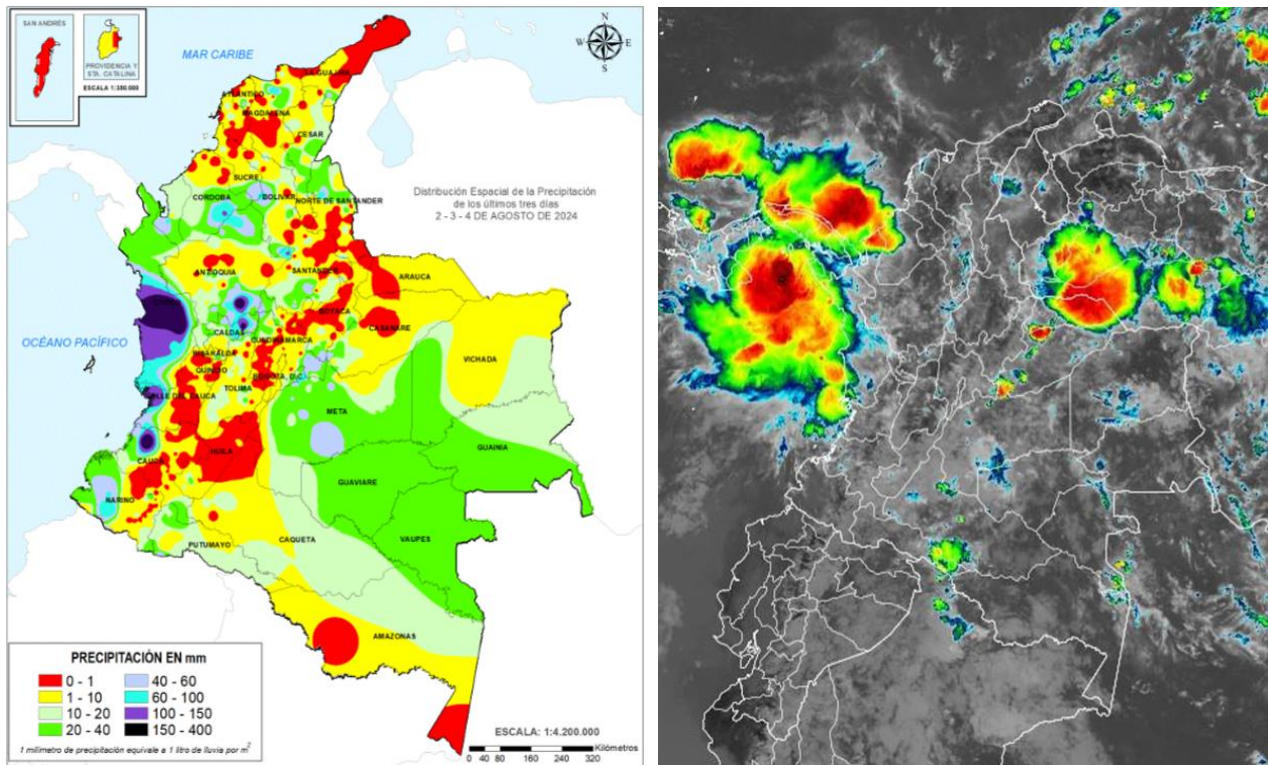 SAN ANDRÉS
PROVIDENCIA Y
STA. CATALINA
ESCALA 1:350.000
MAR CARIBE
N
W E
S
LA GUAJIRA
ATLANTICO
MAGDALENA
CESAR
SUCRE
CORDOBA
BOLIVAR
NORTE DE SANTANDER
Distribución Espacial de la Precipitación
de los últimos tres días
2 - 3 - 4 DE AGOSTO DE 2024
ANTIOQUIA
SANTANDER
ARAUCA
BOYACA
CASANARE
OCÉANO PACÍFICO
CALDAS
CUNDINAMARCA
VICHADA
RISARALDA
QUINDIO
BOGOTA, D.C.
TOLIMA
VALLE DEL CAUCA
META
GUAINIA
CAUCA
HUILA
GUAVIARE
NARIÑO
VAUPES
PUTUMAYO
CAQUETA
AMAZONAS
PRECIPITACIÓN EN mm
0 - 1 40 - 60
1 - 10 60 - 100
10 - 20 100 - 150
20 - 40 150 - 400
1 milímetro de precipitación equivale a 1 litro de lluvia por m2
ESCALA: 1:4.200.000
Kilómetros
0 40 80 160 240 320